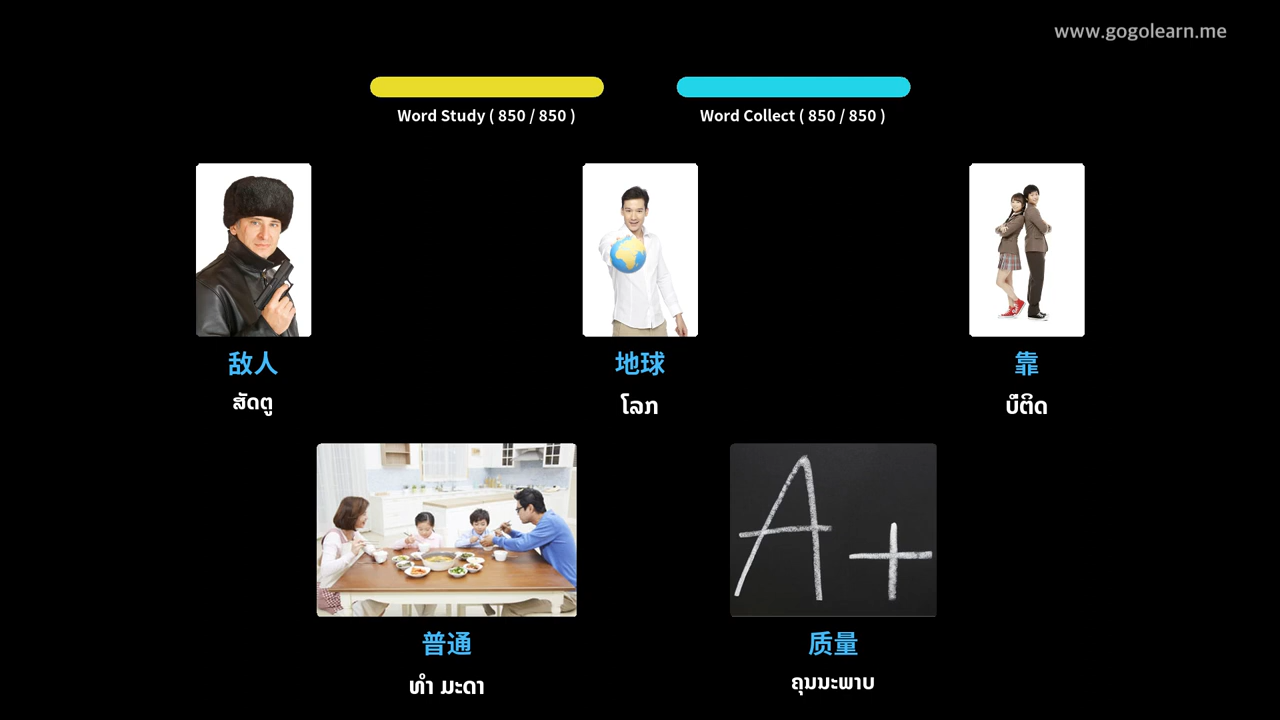 www.gogolearn.me
Word Study ( 850 / 850 )
Word Collect ( 850 / 850 )
敌人
地球
靠
ສັດຕູ
ໂລກ
ບີຕິດ
普通
质量
ທຳ ມະດາ
ຄຸນນະພາບ